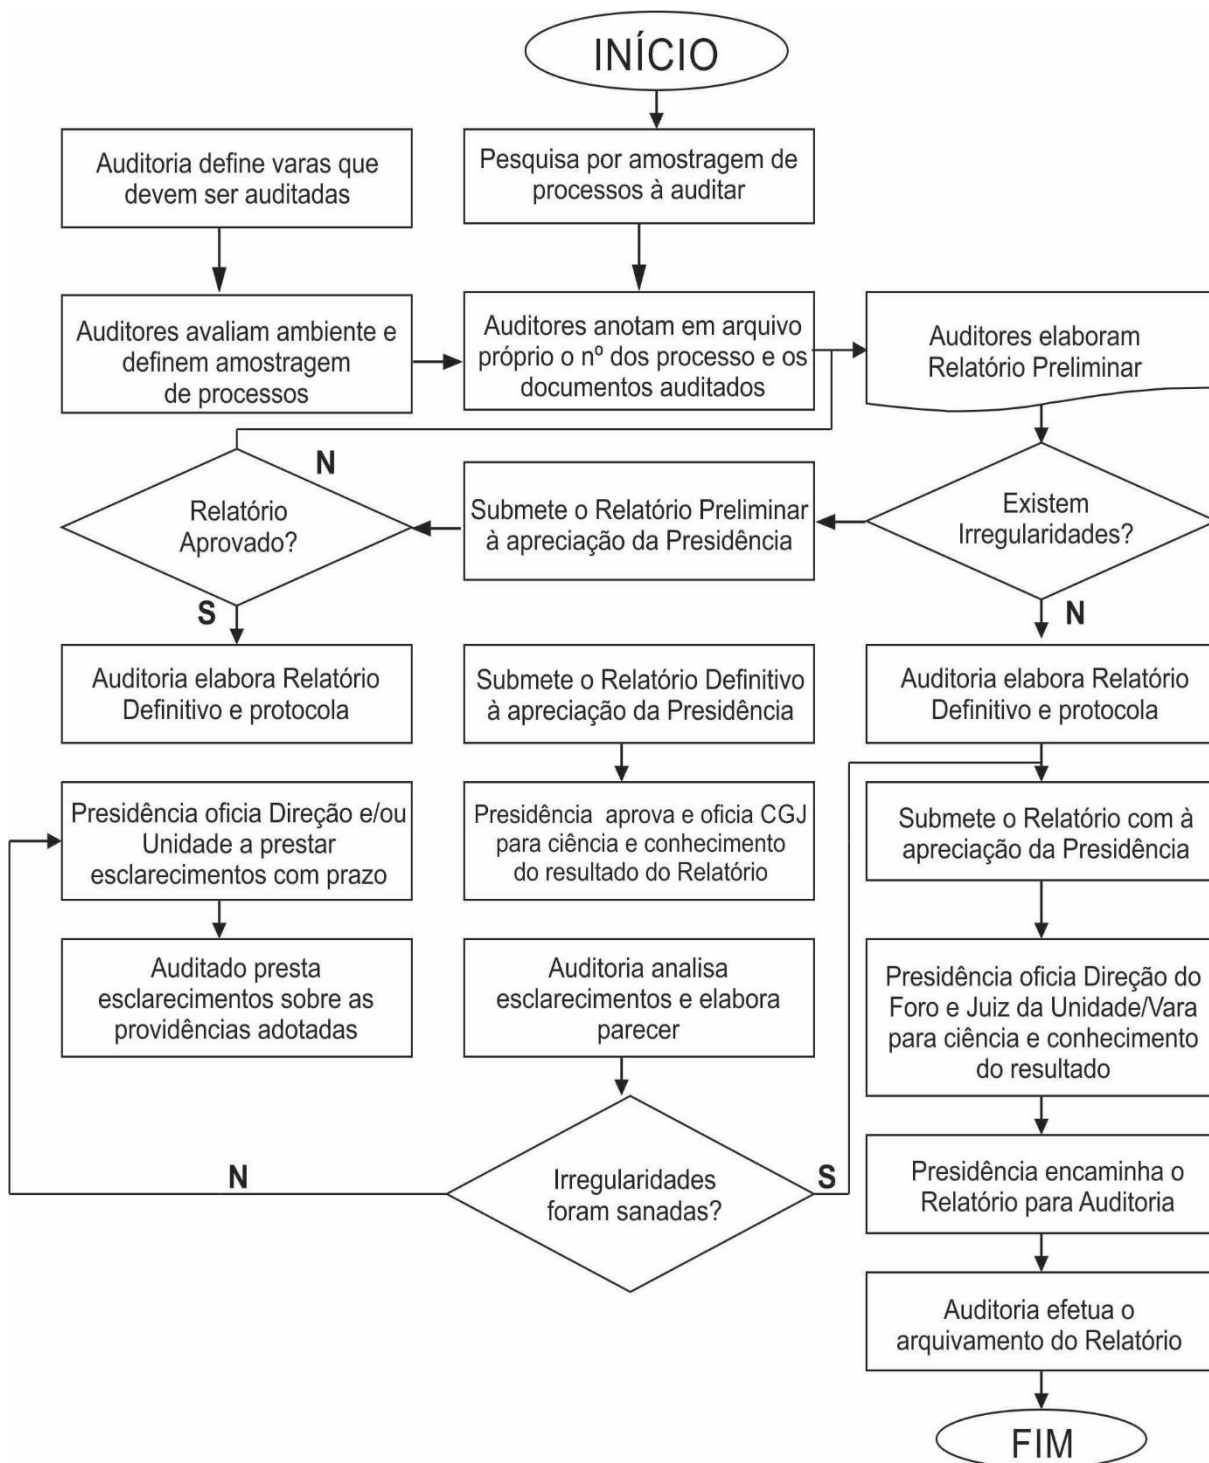 INÍCIO
Auditoria define varas que
devem ser auditadas
Pesquisa por amostragem de
processos à auditar
Auditores avaliam ambiente e
definem amostragem
de processos
Auditores anotam em arquivo
próprio o nº dos processo e os
documentos auditados
Auditores elaboram
Relatório Preliminar
N
Relatório
Aprovado?
Submete o Relatório Preliminar
à apreciação da Presidência
Existem
Irregularidades?
S
N
Auditoria elabora Relatório
Definitivo e protocola
Submete o Relatório Definitivo
à apreciação da Presidência
Auditoria elabora Relatório
Definitivo e protocola
Presidência oficia Direção e/ou
Unidade a prestar
esclarecimentos com prazo
Presidência aprova e oficia CGJ
para ciência e conhecimento
do resultado do Relatório
Submete o Relatório com à
apreciação da Presidência
Auditado presta
esclarecimentos sobre as
providências adotadas
Auditoria analisa
esclarecimentos e elabora
parecer
Presidência oficia Direção do
Foro e Juiz da Unidade/Vara
para ciência e conhecimento
do resultado
N
Irregularidades
foram sanadas?
S
Presidência encaminha o
Relatório para Auditoria
Auditoria efetua o
arquivamento do Relatório
FIM